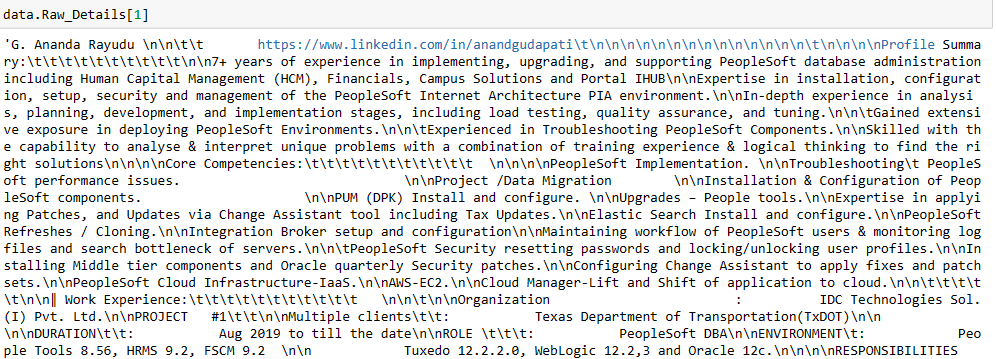 data.Raw_Details[1]
'G. Ananda Rayudu \n\n\t\t      https://www.linkedin.com/in/anandgudapati\t\n\t\n\n\n\n\n\n\n\n\n\n\n\n\n\t\n\n\n\nProfile Summa
ry:\t\t\t\t\t\t\t\t\t\t\n\n7+ years of experience in implementing, upgrading, and supporting PeopleSoft database administration
including Human Capital Management (HCM), Financials, Campus Solutions and Portal IHUB\n\nExpertise in installation, configurat
ion, setup, security and management of the PeopleSoft Internet Architecture PIA environment.\n\nIn-depth experience in analysi
s, planning, development, and implementation stages, including load testing, quality assurance, and tuning.\n\n\tGained extensi
ve exposure in deploying PeopleSoft Environments.\n\n\tExperienced in Troubleshooting PeopleSoft Components.\n\nSkilled with th
e capability to analyse & interpret unique problems with a combination of training experience & logical thinking to find the ri
ght solutions\n\n\n\nCore Competencies:\t\t\t\t\t\t\t\t\t\t\t  \n\n\n\nPeopleSoft Implementation. \n\nTroubleshooting\t PeopleS
oft performance issues.                            \n\nProject /Data Migration        \n\nInstallation & Configuration of Peop
leSoft components.                    \n\nPUM (DPK) Install and configure. \n\nUpgrades – People tools.\n\nExpertise in applyi
ng Patches, and Updates via Change Assistant tool including Tax Updates.\n\nElastic Search Install and configure.\n\nPeopleSoft
Refreshes / Cloning.\n\nIntegration Broker setup and configuration\n\nMaintaining workflow of PeopleSoft users & monitoring log
files and search bottleneck of servers.\n\n\tPeopleSoft Security resetting passwords and locking/unlocking user profiles.\n\nIn
stalling Middle tier components and Oracle quarterly Security patches.\n\nConfiguring Change Assistant to apply fixes and patch
sets.\n\nPeopleSoft Cloud Infrastructure-IaaS.\n\nAWS-EC2.\n\nCloud Manager-Lift and Shift of application to cloud.\n\n\t\t\t\t
\t\n\n‖ Work Experience:\t\t\t\t\t\t\t\t\t\t\t   \n\n\t\n\nOrganization                       :          IDC Technologies Sol.
(I) Pvt. Ltd.\n\nPROJECT   #1\t\t\n\nMultiple clients\t\t:           Texas Department of Transportation(TxDOT)\n\n
\n\nDURATION\t\t:           Aug 2019 to till the date\n\nROLE \t\t\t:          PeopleSoft DBA\n\nENVIRONMENT\t:            Peo
ple Tools 8.56, HRMS 9.2, FSCM 9.2  \n\n            Tuxedo 12.2.2.0, WebLogic 12.2,3 and Oracle 12c.\n\n\n\nRESPONSIBILITIES